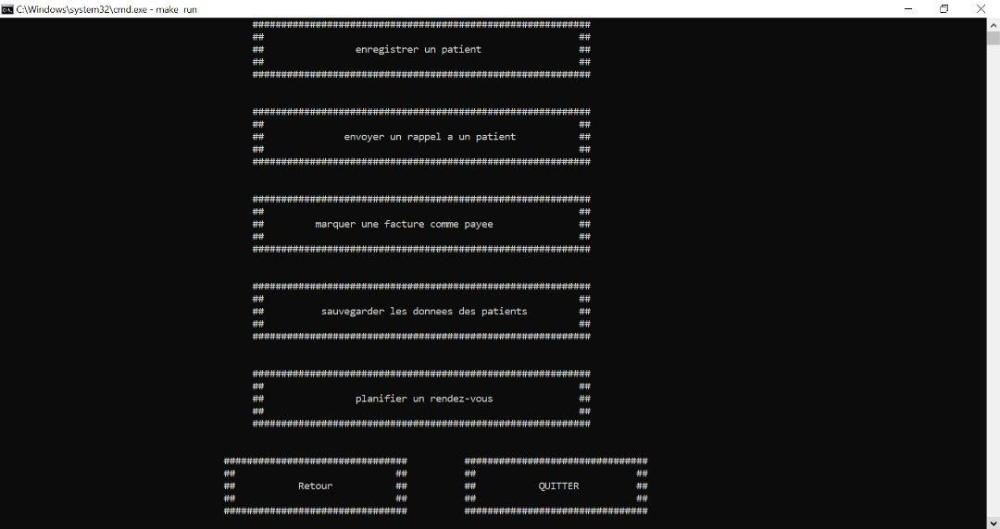 C:\Windows\system32\cmd.exe - make run
###########################################################
##                                                       ##
##                enregistrer un patient                 ##
##                                                       ##
###########################################################
###########################################################
##                                                       ##
##              envoyer un rappel a un patient           ##
##                                                       ##
###########################################################
###########################################################
##                                                       ##
##         marquer une facture comme payee               ##
##                                                       ##
###########################################################
###########################################################
##                                                       ##
##          sauvegarder les donnees des patients         ##
##                                                       ##
###########################################################
###########################################################
##                                                       ##
##                planifier un rendez-vous               ##
##                                                       ##
###########################################################
################################          ################################
##                            ##          ##                            ##
##           Retour           ##          ##           QUITTER          ##
##                            ##          ##                            ##
################################          ################################